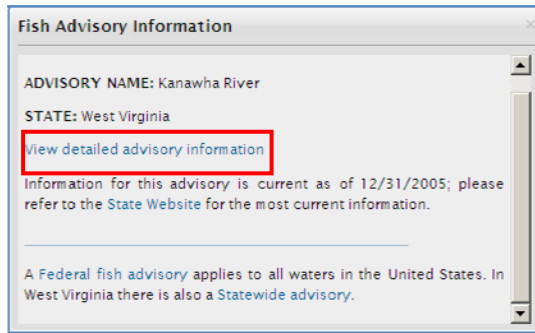 Fish Advisory Information
ADVISORY NAME: Kanawha River
STATE: West Virginia
View detailed advisory information
Information for this advisory is current as of 12/31/2005; please
refer to the State Website for the most current information.
A Federal fish advisory applies to all waters in the United States. In
West Virginia there is also a Statewide advisory.